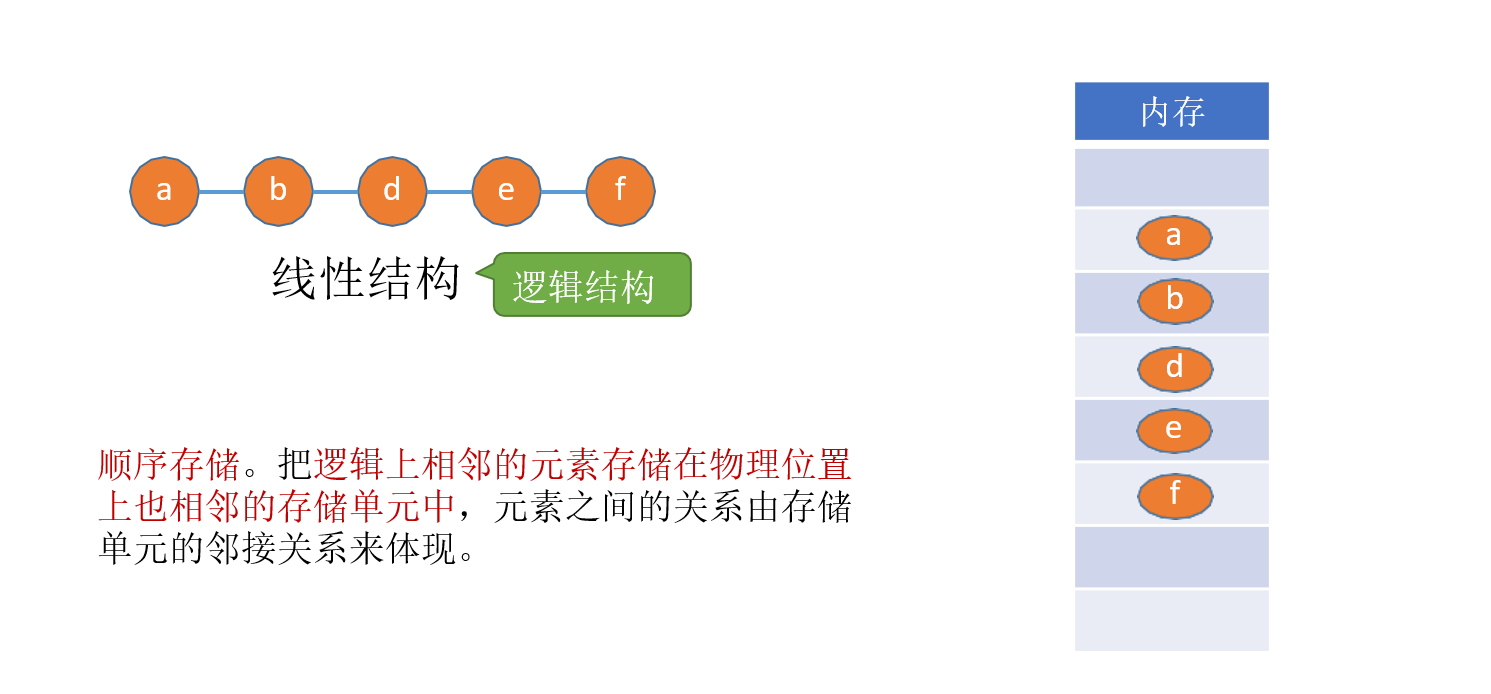 a b d e f
线性结构
逻辑结构
顺序存储。把逻辑上相邻的元素存储在物理位置
上也相邻的存储单元中，元素之间的关系由存储
单元的邻接关系来体现。
内存
a
b
d
e
f